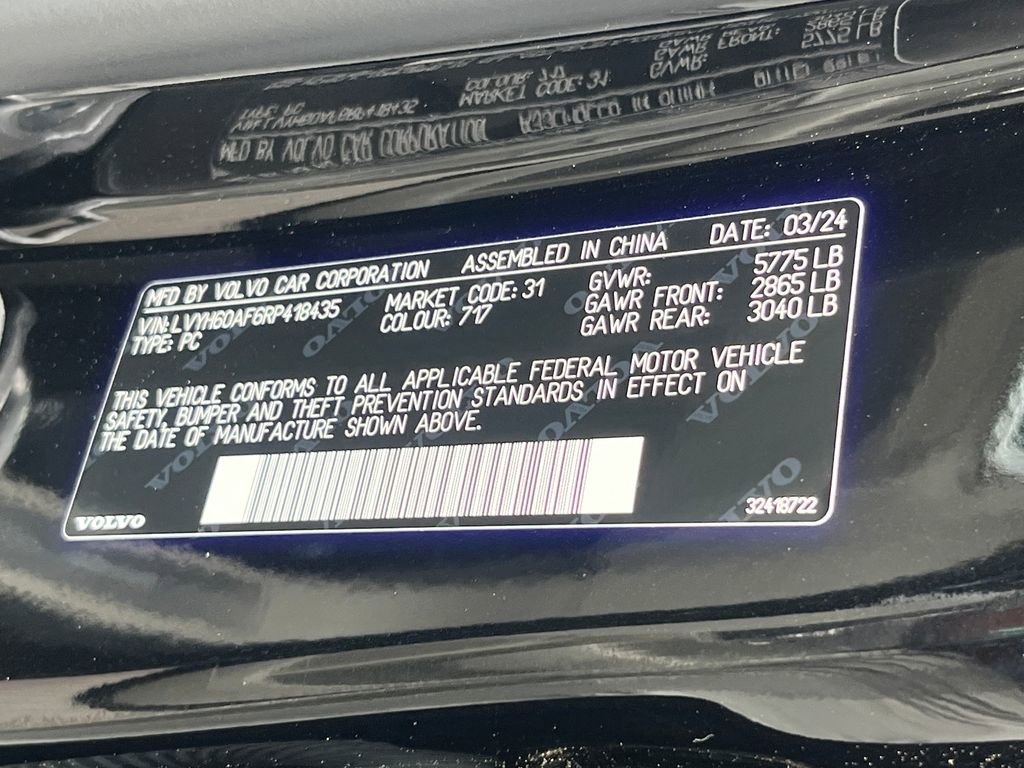 MFD BY VOLVO CAR CORPORATION ASSEMBLED IN CHINA DATE: 03/24
VIN: LVYH60AF6RP418435 MARKET CODE: 31 GVWR: 5775 LB
TYPE: PC COLOUR: 717 GAWR FRONT: 2865 LB
GAWR REAR: 3040 LB
THIS VEHICLE CONFORMS TO ALL APPLICABLE FEDERAL MOTOR VEHICLE
SAFETY, BUMPER AND THEFT PREVENTION STANDARDS IN EFFECT ON
THE DATE OF MANUFACTURE SHOWN ABOVE.
VOLVO 32418722